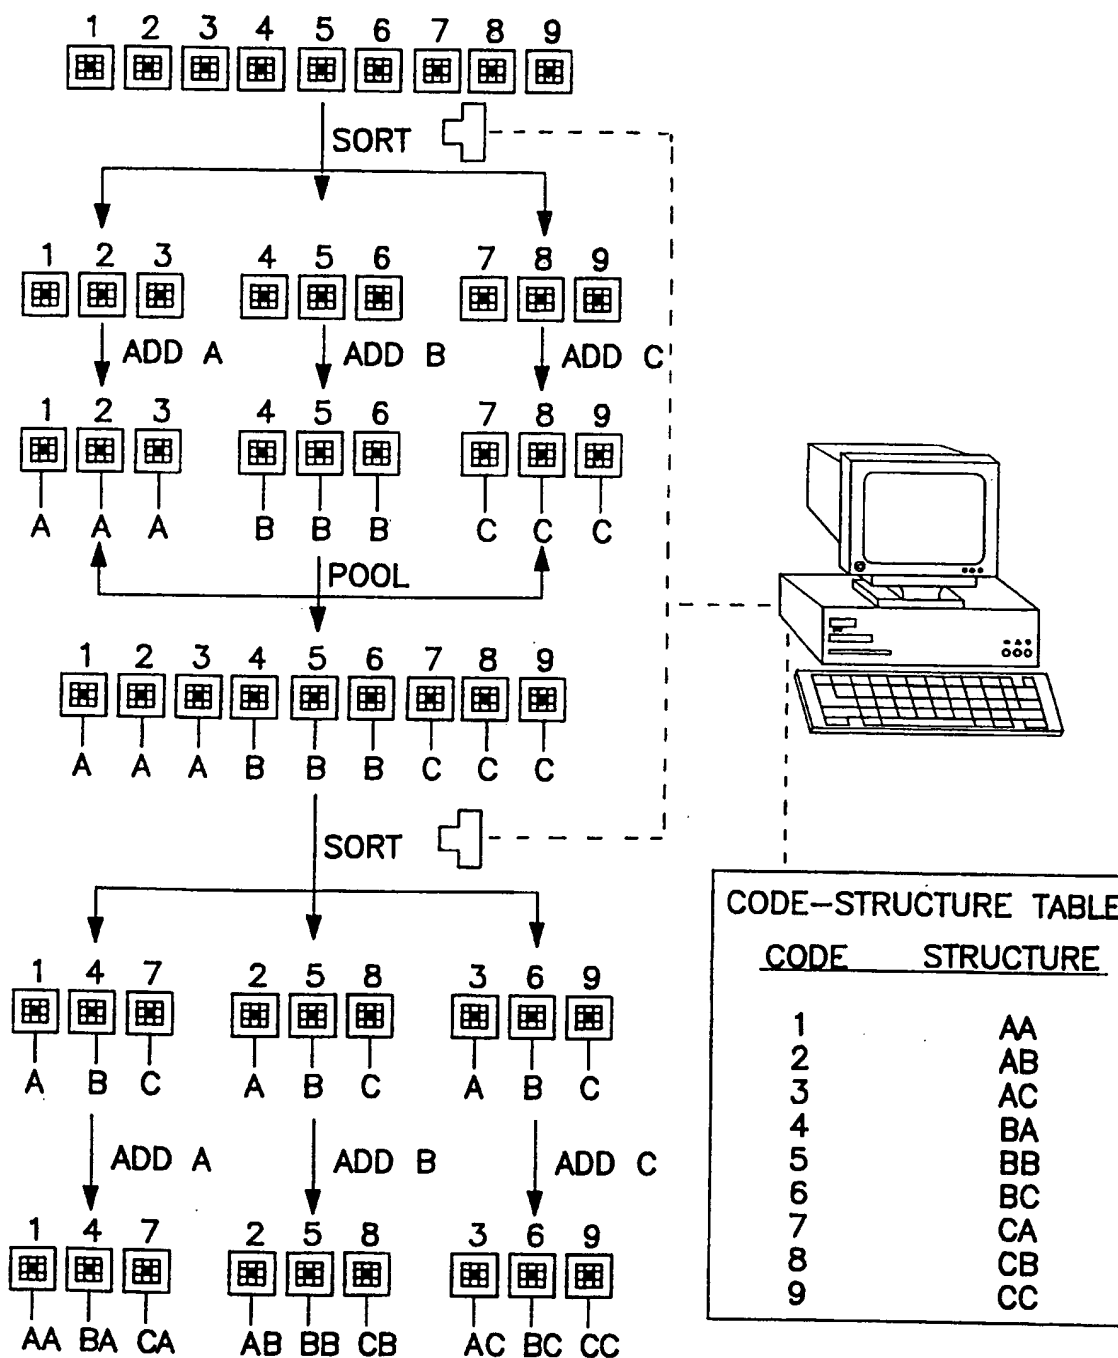 1 2 3 4 5 6 7 8 9
SORT
1 2 3 4 5 6 7 8 9
ADD A ADD B ADD C
1 2 3 4 5 6 7 8 9
A A A B B B C C C
POOL
1 2 3 4 5 6 7 8 9
A A A B B B C C C
SORT
1 4 7 2 5 8 3 6 9
A B C A B C A B C
ADD A ADD B ADD C
1 4 7 2 5 8 3 6 9
AA BA CA AB BB CB AC BC CC
CODE-STRUCTURE TABLE
CODE STRUCTURE
1 AA
2 AB
3 AC
4 BA
5 BB
6 BC
7 CA
8 CB
9 CC